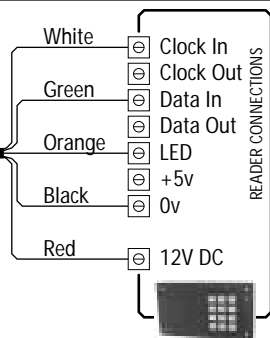 White
Clock In
Clock Out
Green
Data In
Data Out
Orange
LED
+5v
Black
0v
Red
12V DC
READER CONNECTIONS